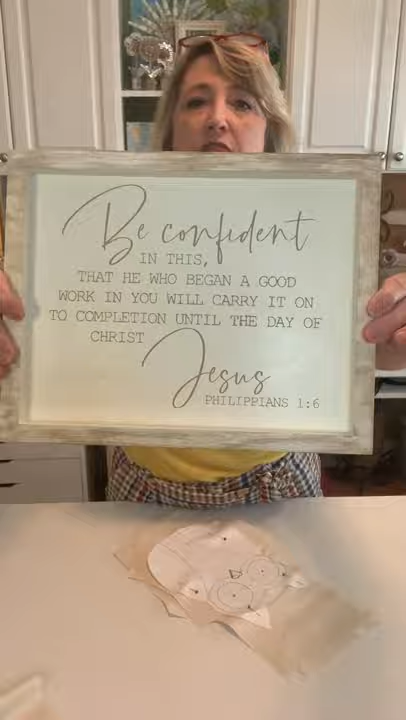 Be confident
IN THIS,
THAT HE WHO BEGAN A GOOD
WORK IN YOU WILL CARRY IT ON
TO COMPLETION UNTIL THE DAY OF
CHRIST
Jesus
PHILIPPIANS 1:6